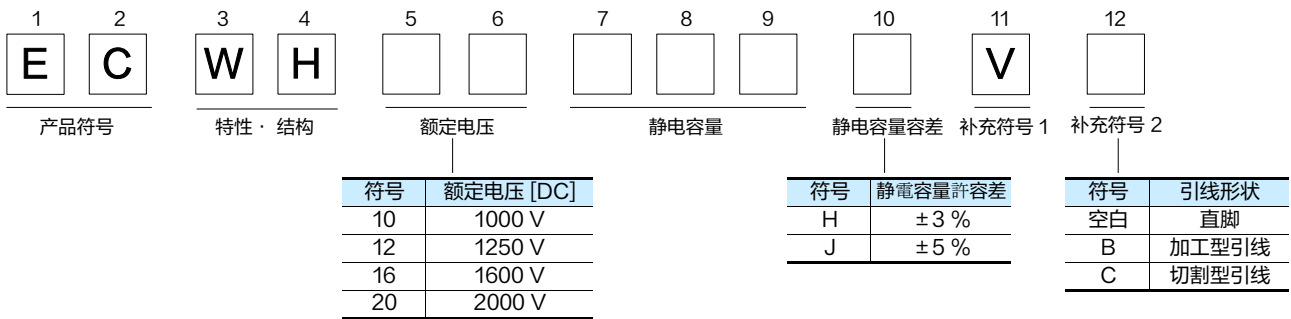 1 2 3 4 5 6 7 8 9 10 11 12
E C W H V
产品符号 特性・结构 额定电压 静电容量 静电容量容差 补充符号 1 补充符号 2
符号 额定电压 [DC]
10 1000 V
12 1250 V
16 1600 V
20 2000 V
符号 静電容量許容差
H ±3 %
J ±5 %
符号 引线形状
空白 直脚
B 加工型引线
C 切割型引线